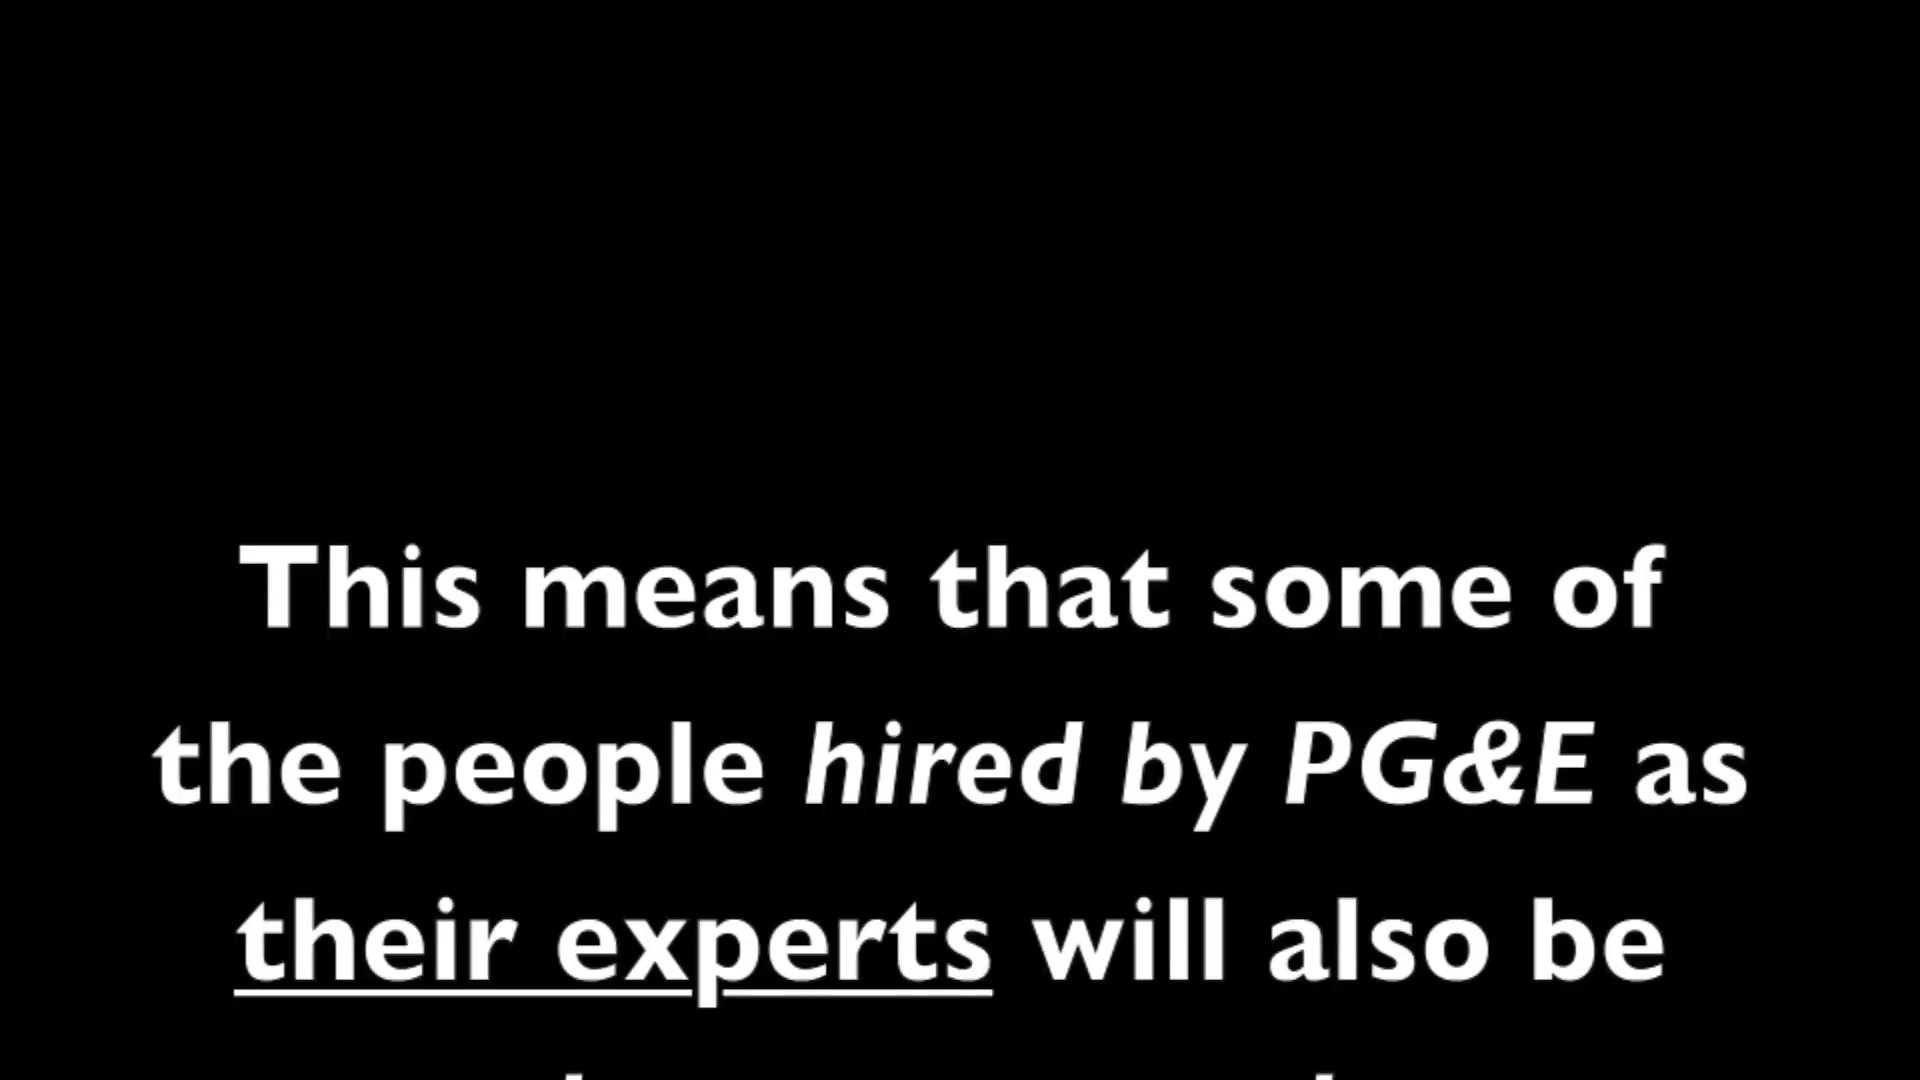 This means that some of
the people hired by PG&E as
their experts will also be